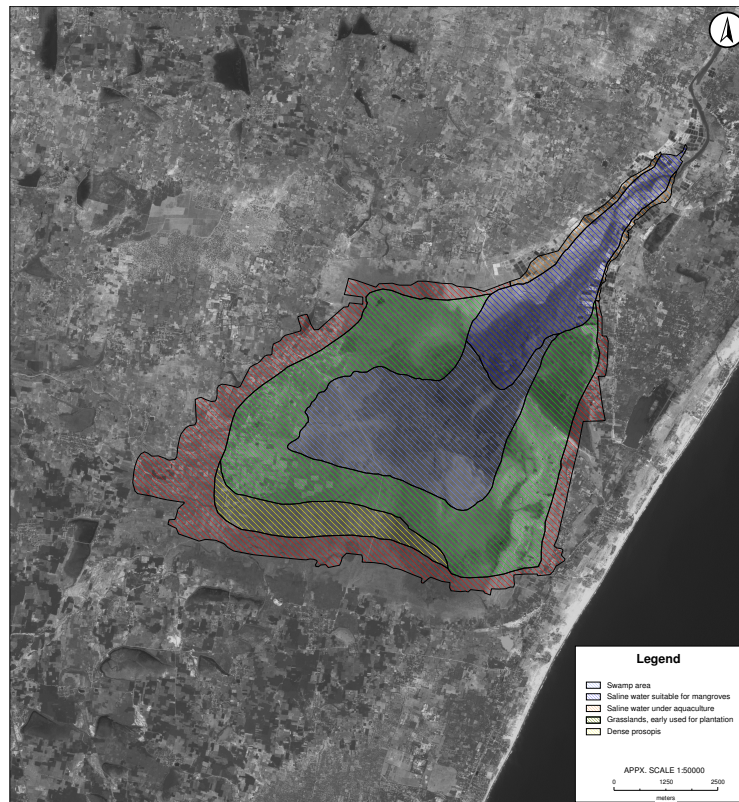 Legend
Swamp area
Saline water suitable for mangroves
Saline water under aquaculture
Grasslands, early used for plantation
Dense prosopis
APPX. SCALE 1:50000
0 1250 2500
meters